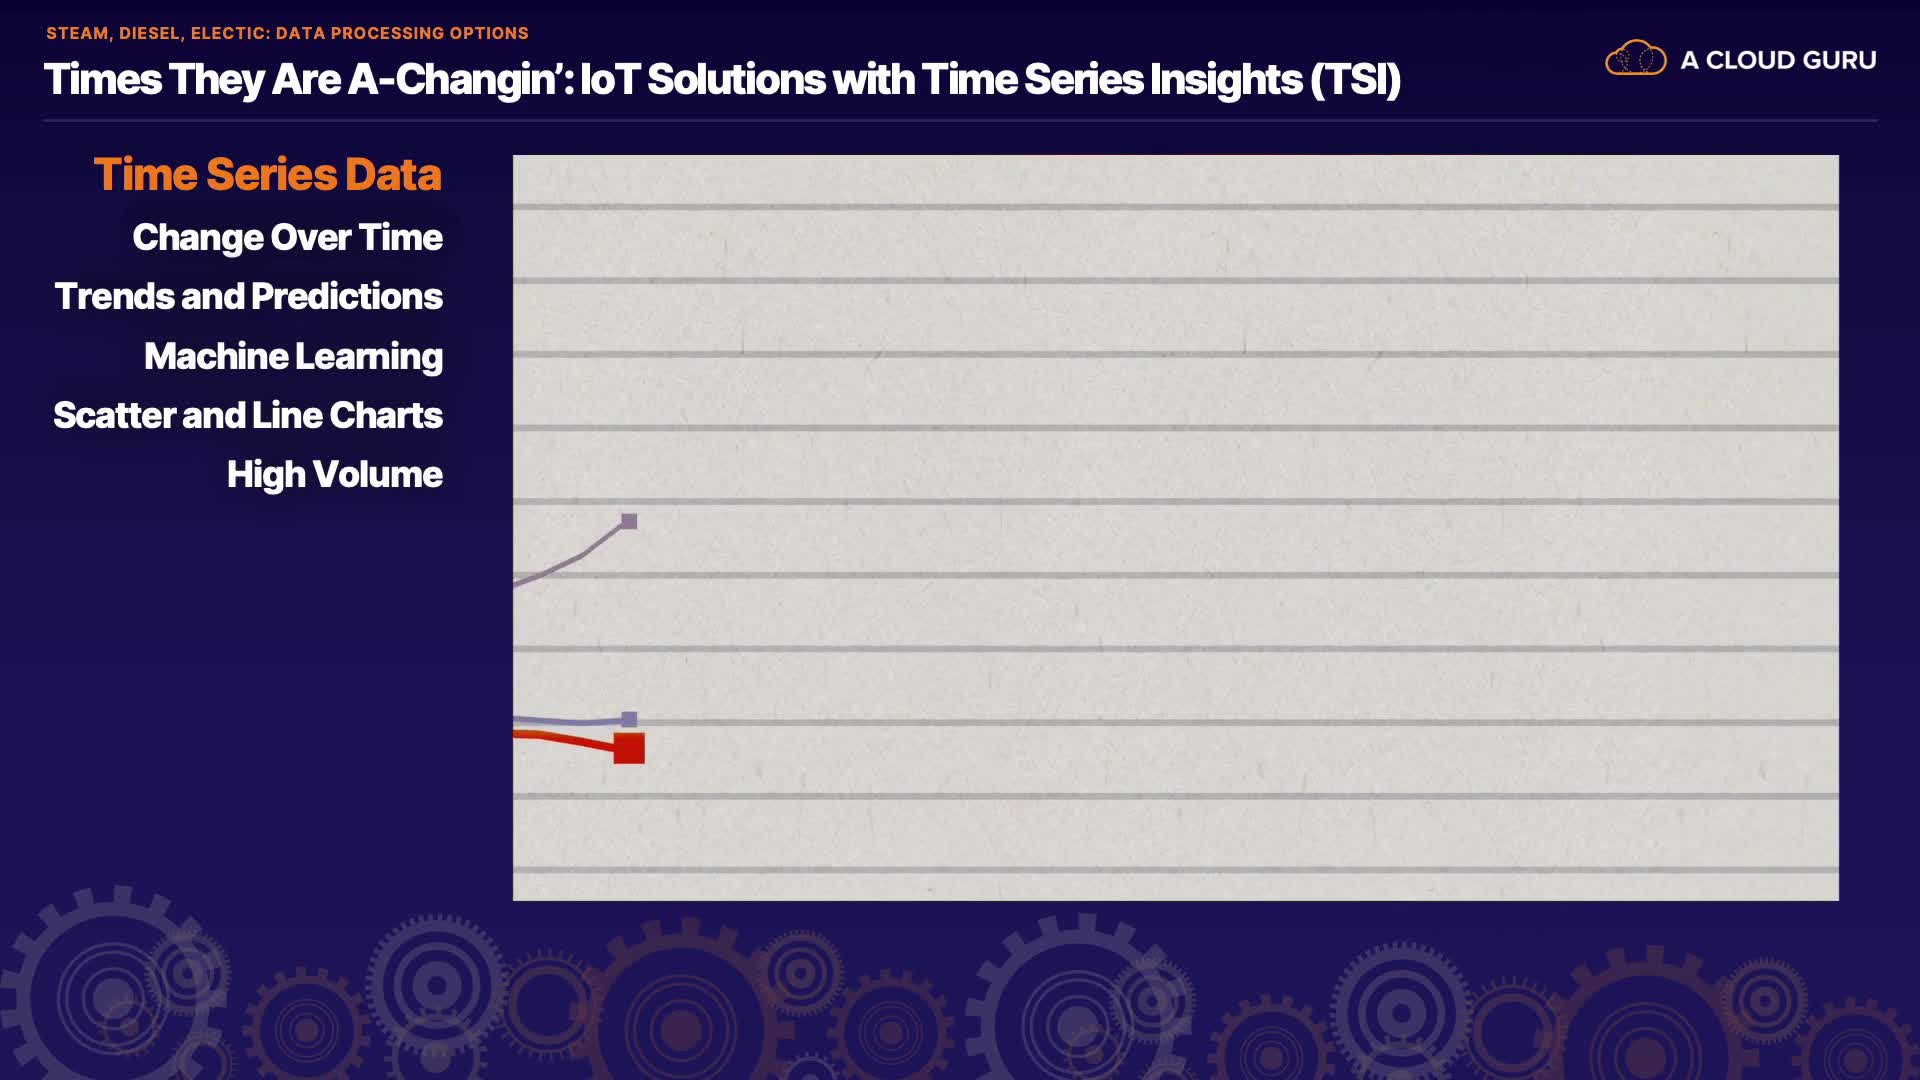 STEAM, DIESEL, ELECTIC: DATA PROCESSING OPTIONS
Times They Are A-Changin’: IoT Solutions with Time Series Insights (TSI)
A CLOUD GURU
Time Series Data
Change Over Time
Trends and Predictions
Machine Learning
Scatter and Line Charts
High Volume